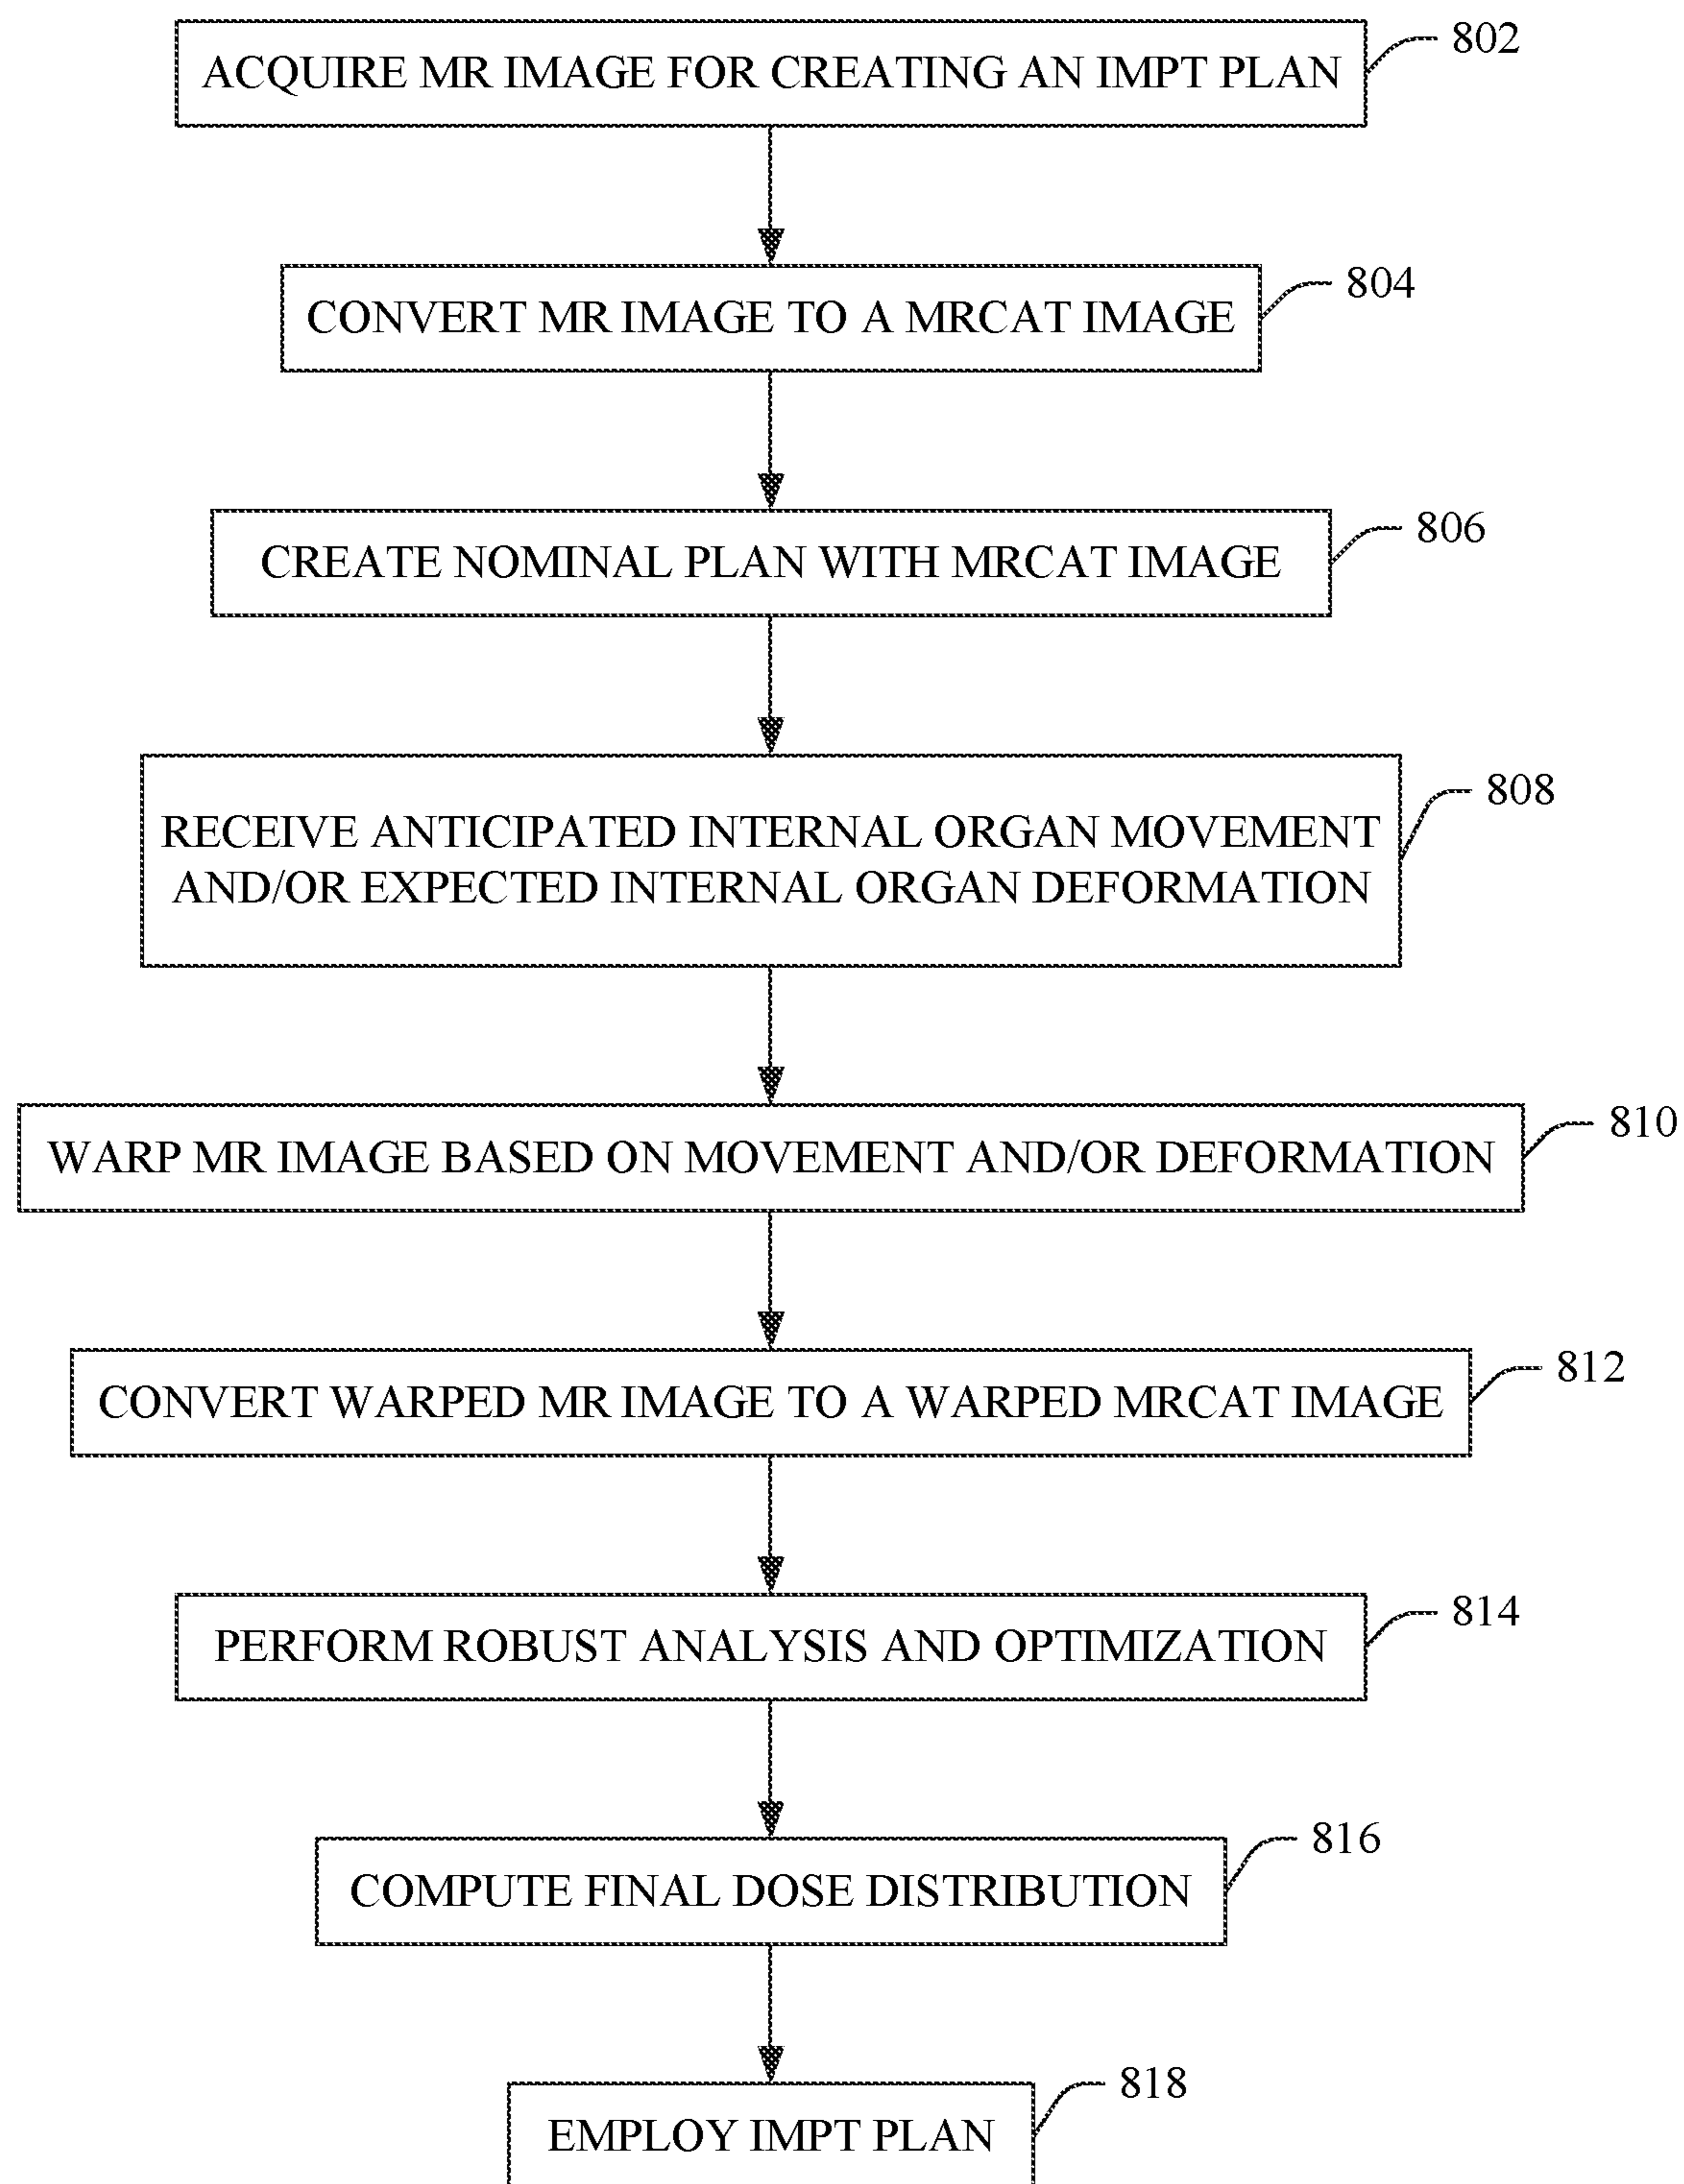 ACQUIRE MR IMAGE FOR CREATING AN IMPT PLAN
802
CONVERT MR IMAGE TO A MRCAT IMAGE
804
CREATE NOMINAL PLAN WITH MRCAT IMAGE
806
RECEIVE ANTICIPATED INTERNAL ORGAN MOVEMENT
AND/OR EXPECTED INTERNAL ORGAN DEFORMATION
808
WARP MR IMAGE BASED ON MOVEMENT AND/OR DEFORMATION
810
CONVERT WARPED MR IMAGE TO A WARPED MRCAT IMAGE
812
PERFORM ROBUST ANALYSIS AND OPTIMIZATION
814
COMPUTE FINAL DOSE DISTRIBUTION
816
EMPLOY IMPT PLAN
818